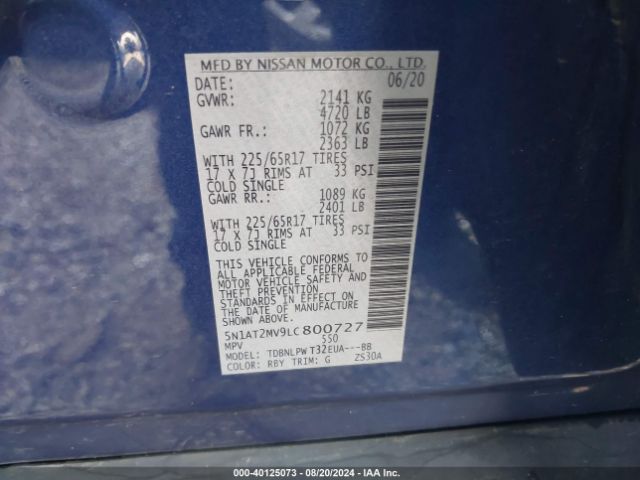 MFD BY NISSAN MOTOR CO., LTD.
DATE: 06/20
GVWR: 2141 KG
4720 LB
GAWR FR.: 1072 KG
2363 LB
WITH 225/65R17 TIRES
17 X 7J RIMS AT 33 PSI
COLD SINGLE
GAWR RR.: 1089 KG
2401 LB
WITH 225/65R17 TIRES
17 X 7J RIMS AT 33 PSI
COLD SINGLE
THIS VEHICLE CONFORMS TO
ALL APPLICABLE FEDERAL
MOTOR VEHICLE SAFETY AND
THEFT PREVENTION
STANDARDS IN EFFECT ON
THE DATE OF MANUFACTURE
5N1AT2MV9LC800727
MPV 550
MODEL: TDBNLPW T32EUA---BB
COLOR: RBY TRIM: G ZS30A
000-40125073 - 08/20/2024 - IAA Inc.